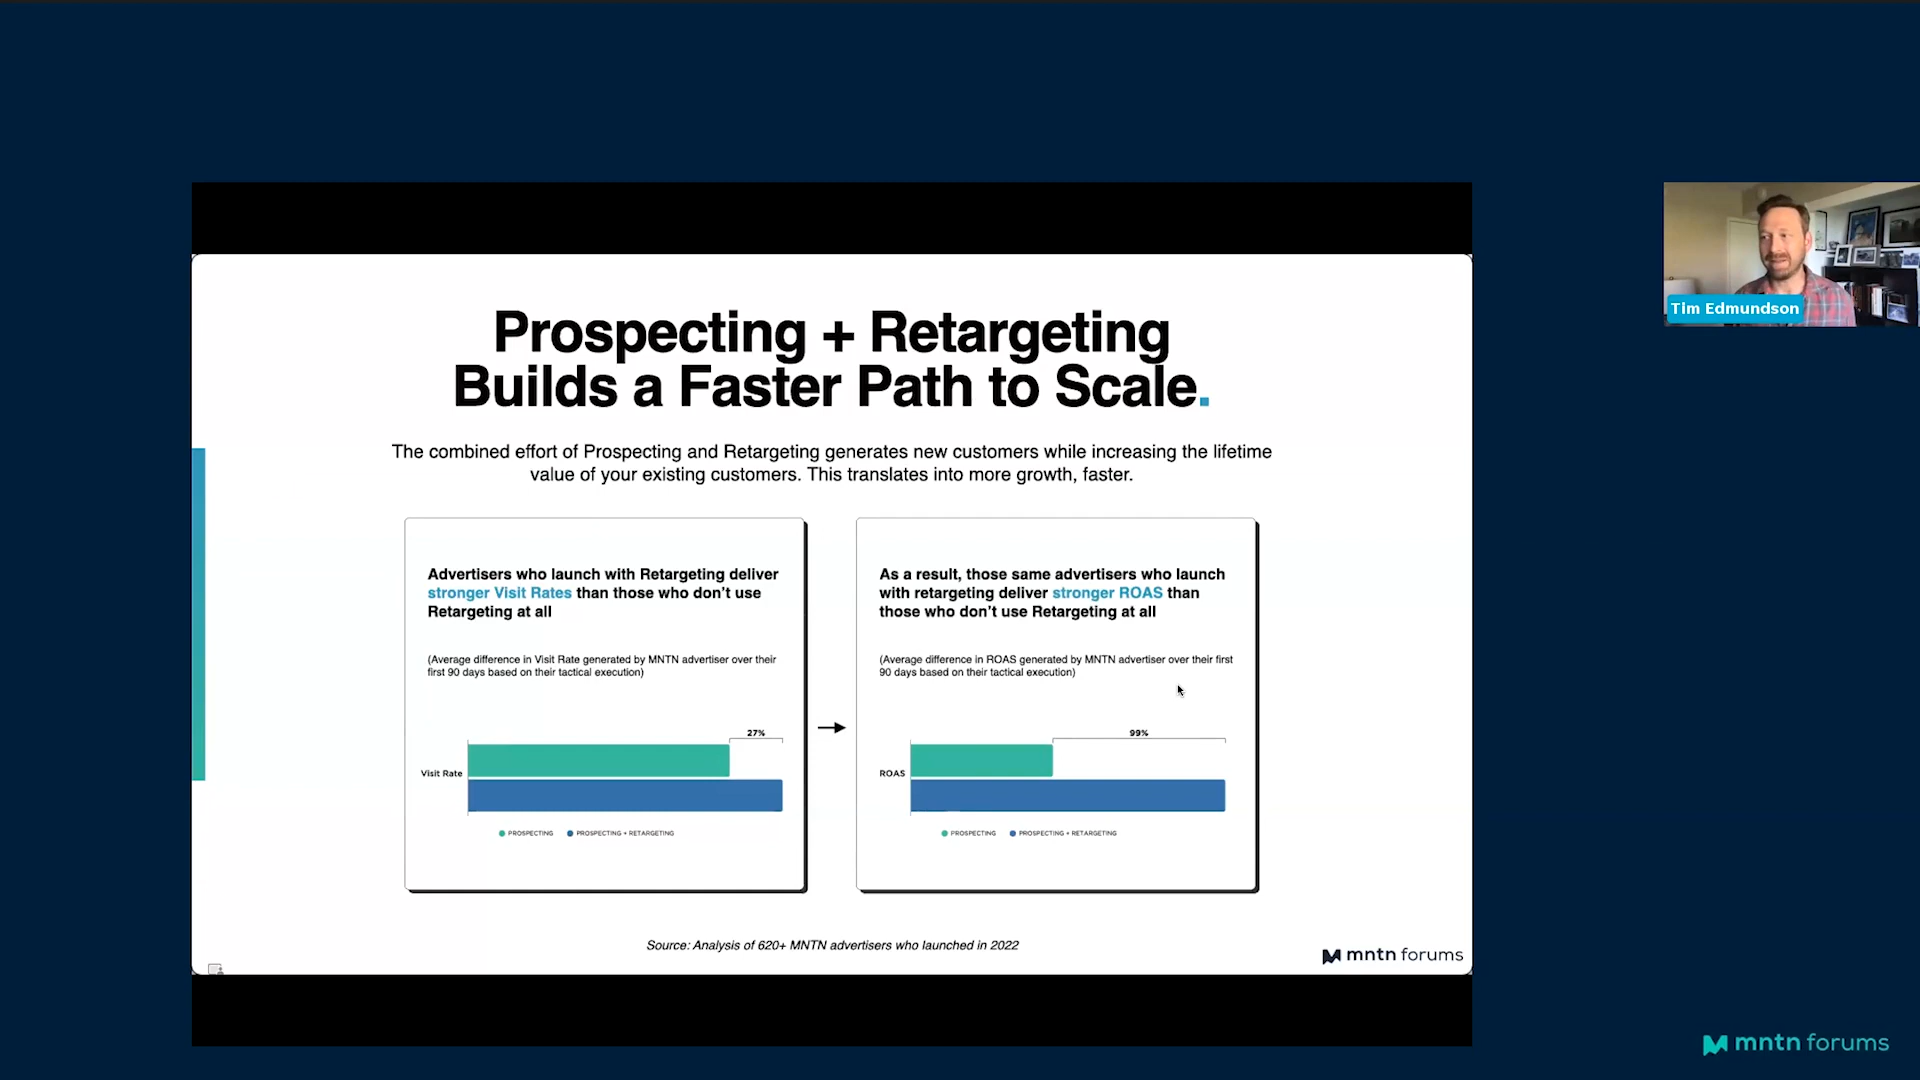 Prospecting + Retargeting
Builds a Faster Path to Scale.
The combined effort of Prospecting and Retargeting generates new customers while increasing the lifetime
value of your existing customers. This translates into more growth, faster.
Advertisers who launch with Retargeting deliver
stronger Visit Rates than those who don't use
Retargeting at all
(Average difference in Visit Rate generated by MNTN advertiser over their
first 90 days based on their tactical execution)
27%
Visit Rate
PROSPECTING
PROSPECTING + RETARGETING
As a result, those same advertisers who launch
with retargeting deliver stronger ROAS than
those who don't use Retargeting at all
(Average difference in ROAS generated by MNTN advertiser over their first
90 days based on their tactical execution)
99%
ROAS
PROSPECTING
PROSPECTING + RETARGETING
Source: Analysis of 620+ MNTN advertisers who launched in 2022
mntn forums
Tim Edmundson
mntn forums